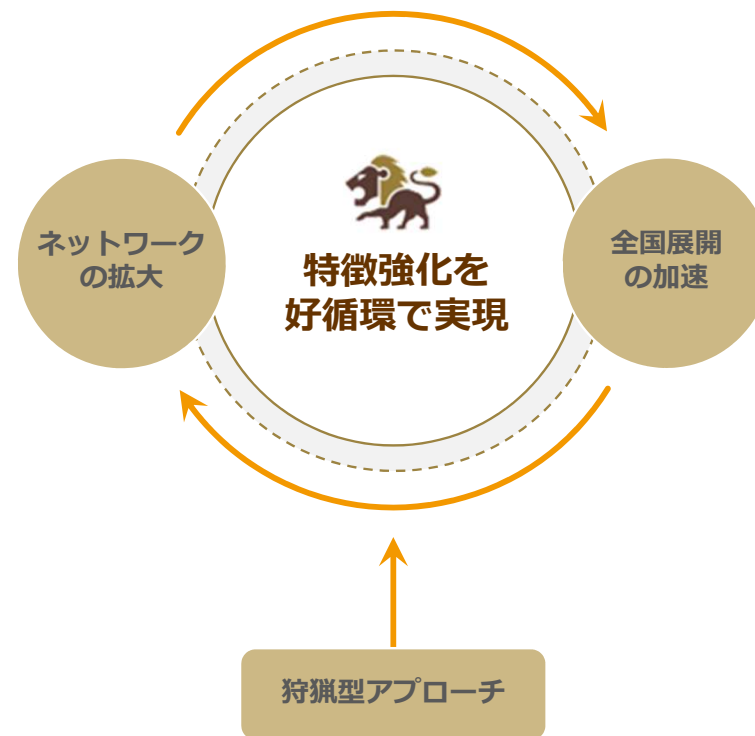 ネットワーク
の拡大
特徴強化を
好循環で実現
全国展開
の加速
狩猟型アプローチ